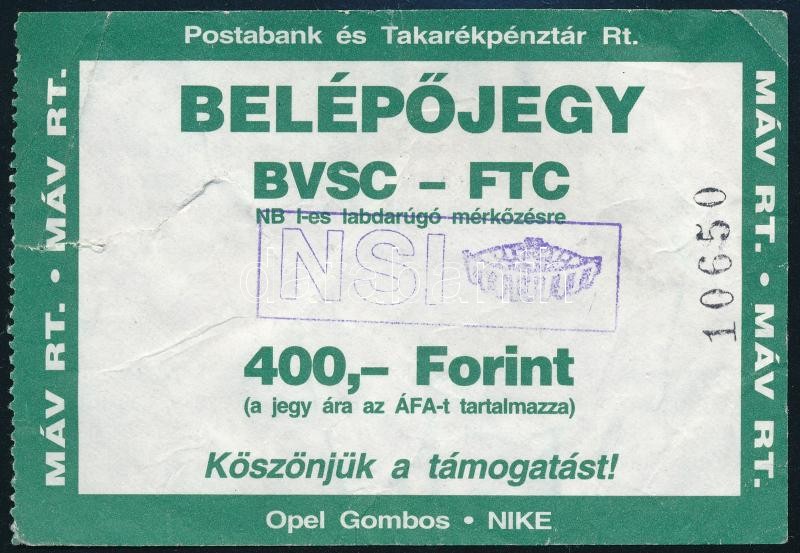 Postabank és Takarékpénztár Rt.
MÁV RT. • MÁV RT.
BELÉPŐJEGY
BVSC – FTC
NB I-es labdarúgó mérkőzésre
NSI
400,– Forint
(a jegy ára az ÁFA-t tartalmazza)
Köszönjük a támogatást!
10650
MÁV RT. • MÁV RT.
Opel Gombos • NIKE